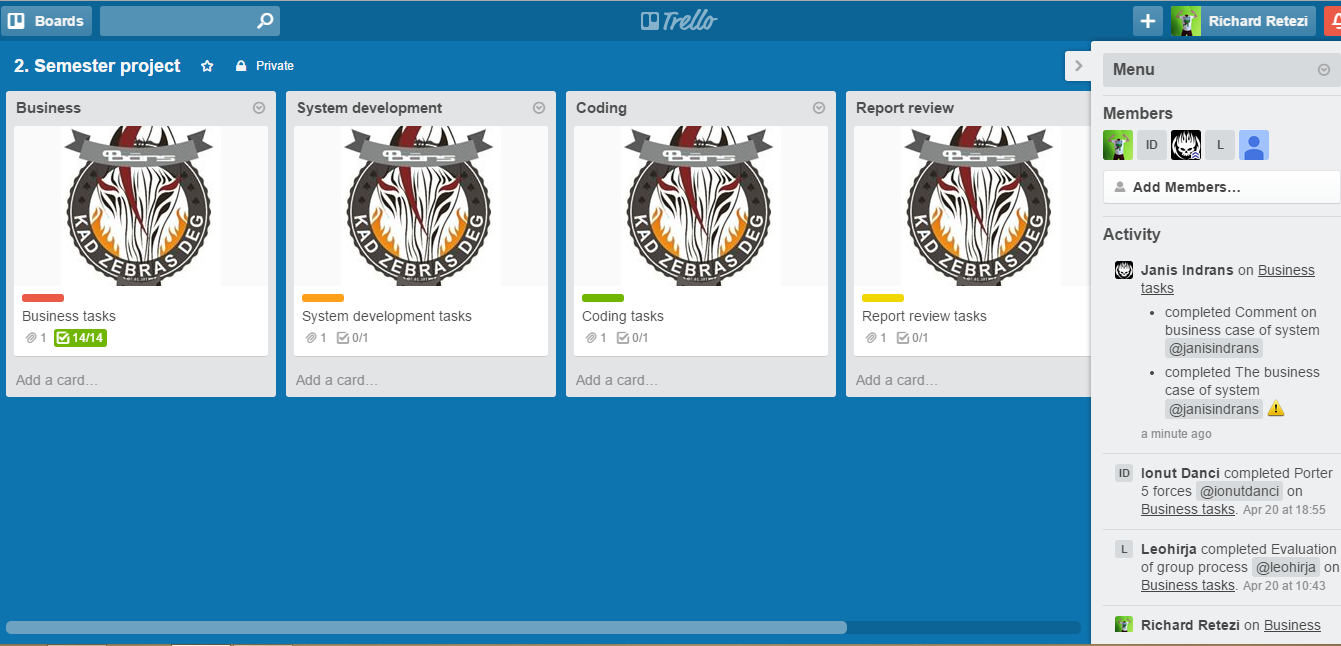 Boards
Trello
Richard Retezi
2. Semester project
Private
Business
BARS
KAD ZEBRAS DEG
Business tasks
1
14/14
Add a card…
System development
BARS
KAD ZEBRAS DEG
System development tasks
1
0/1
Add a card…
Coding
BARS
KAD ZEBRAS DEG
Coding tasks
1
0/1
Add a card…
Report review
BARS
KAD ZEBRAS DEG
Report review tasks
1
0/1
Add a card…
Menu
Members
ID
L
Add Members…
Activity
Janis Indrans on Business
tasks
• completed Comment on
business case of system
@janisindrans
• completed The business
case of system
@janisindrans
a minute ago
ID
Ionut Danci completed Porter
5 forces @ionutdanci on
Business tasks. Apr 20 at 18:55
L
Leohirja completed Evaluation
of group process @leohirja on
Business tasks. Apr 20 at 10:43
Richard Retezi on Business